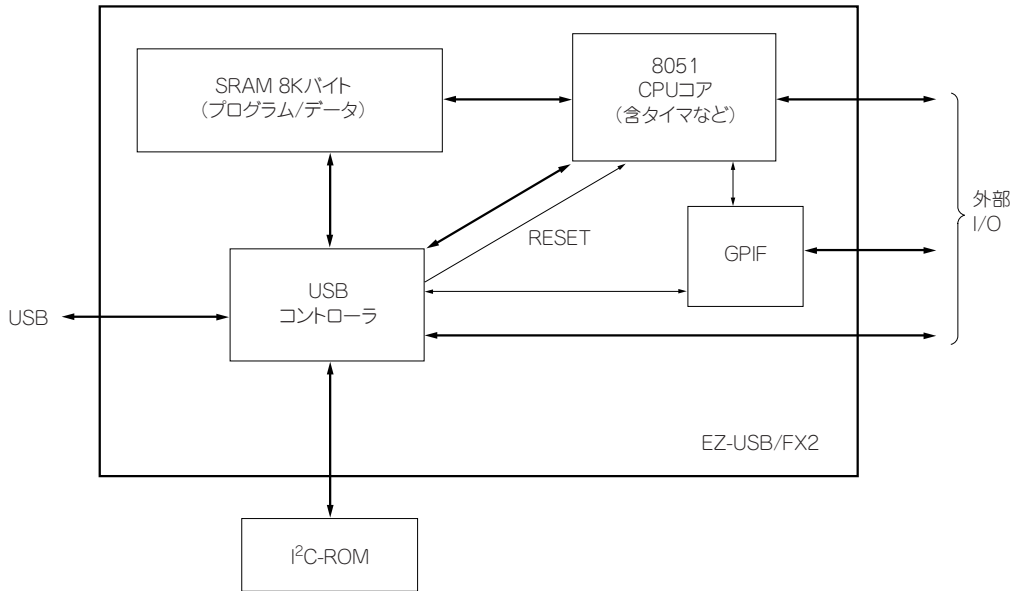 SRAM 8Kバイト
(プログラム/データ)
8051
CPUコア
(含タイマなど)
外部
I/O
RESET
GPIF
USB
USB
コントローラ
EZ-USB/FX2
I²C-ROM